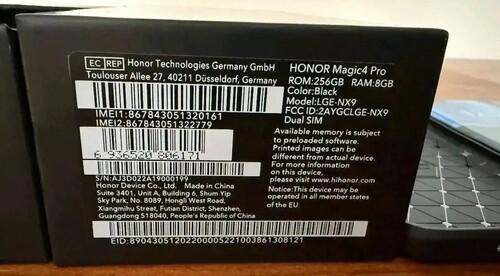 EC REP Honor Technologies Germany GmbH
Toulouser Allee 27, 40211 Düsseldorf, Germany
IMEI1:867843051320161
IMEI2:867843051322779
6 936520 806171
S/N:AJ3D022A19000199
Honor Device Co., Ltd. Made in China
Suite 3401, Unit A, Building 6, Shum Yip
Sky Park, No. 8089, Hongli West Road,
Xiangmihu Street, Futian District, Shenzhen,
Guangdong 518040, People's Republic of China
HONOR Magic4 Pro
ROM:256GB RAM:8GB
Color:Black
Model:LGE-NX9
FCC ID:2AYGCLGE-NX9
Dual SIM
Available memory is subject
to preloaded software.
Printed images can be
different from actual device.
For more information
on this device, please visit
www.hihonor.com
Notice:This device may be
operated in all member states
of the EU.
EID:89043051202200005221003861308121